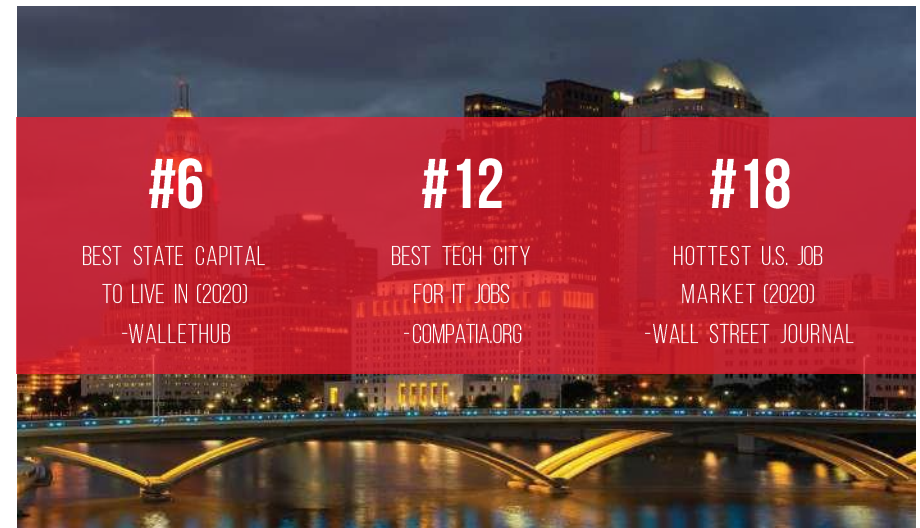 #6
BEST STATE CAPITAL
TO LIVE IN (2020)
-WALLETHUB
#12
BEST TECH CITY
FOR IT JOBS
-COMPATIA.ORG
#18
HOTTEST U.S. JOB
MARKET (2020)
-WALL STREET JOURNAL